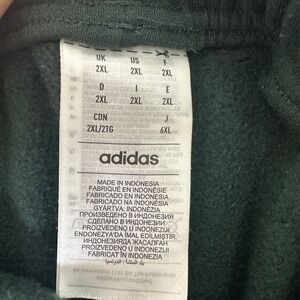 UK US F
2XL 2XL 2XL
D I E
2XL 2XL 2XL
CDN J
2XL/2TG 6XL
adidas
MADE IN INDONESIA
FABRIQUÉ EN INDONÉSIE
FABRICADO EN INDONESIA
FABRICADO NA INDONÉSIA
GYÁRTVA: INDONÉZIA
ПРОИЗВЕДЕНО В ИНДОНЕЗИЯ
СДЕЛАНО В ИНДОНЕЗИИ
PROIZVEDENO U INDONEZIJI
ENDONEZYA'DA İMAL EDİLMİŞTİR.
ИНДОНЕЗИЯДА ЖАСАЛҒАН
PROIZVEDENO U INDONEZIJI
FABRICAT ÎN INDONEZIA